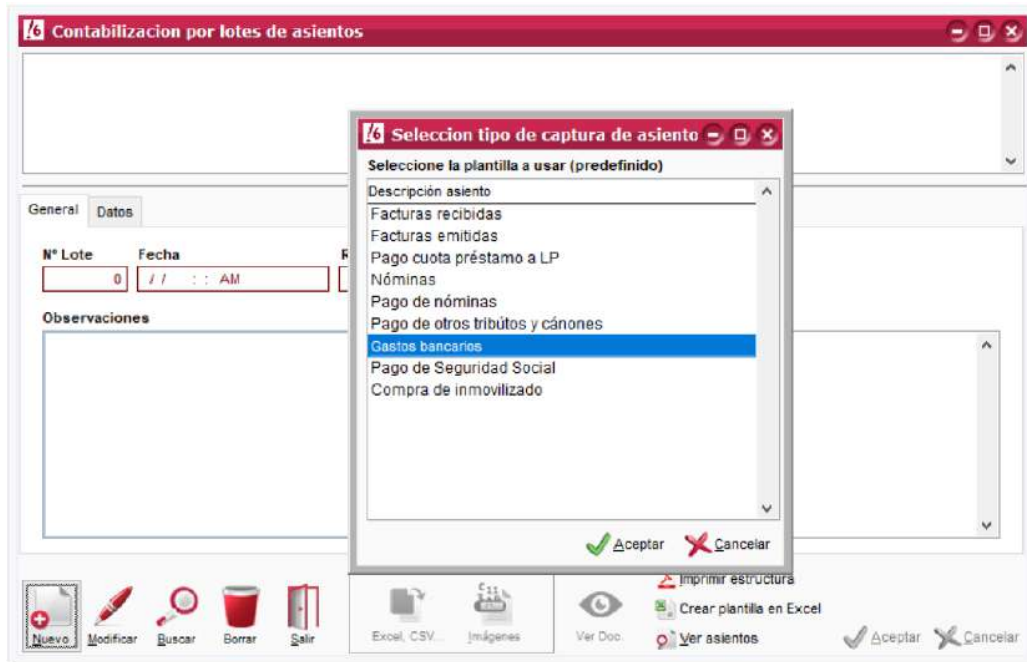 Contabilizacion por lotes de asientos
Seleccion tipo de captura de asiento
Seleccione la plantilla a usar (predefinido)
Descripción asiento
Facturas recibidas
Facturas emitidas
Pago cuota préstamo a LP
Nóminas
Pago de nóminas
Pago de otros tribútos y cánones
Gastos bancarios
Pago de Seguridad Social
Compra de inmovilizado
Aceptar Cancelar
General Datos
Nº Lote Fecha
0 / / : : AM
Observaciones
Nuevo Modificar Buscar Borrar Salir
Excel, CSV... Imágenes Ver Doc.
Imprimir estructura
Crear plantilla en Excel
Ver asientos
Aceptar Cancelar